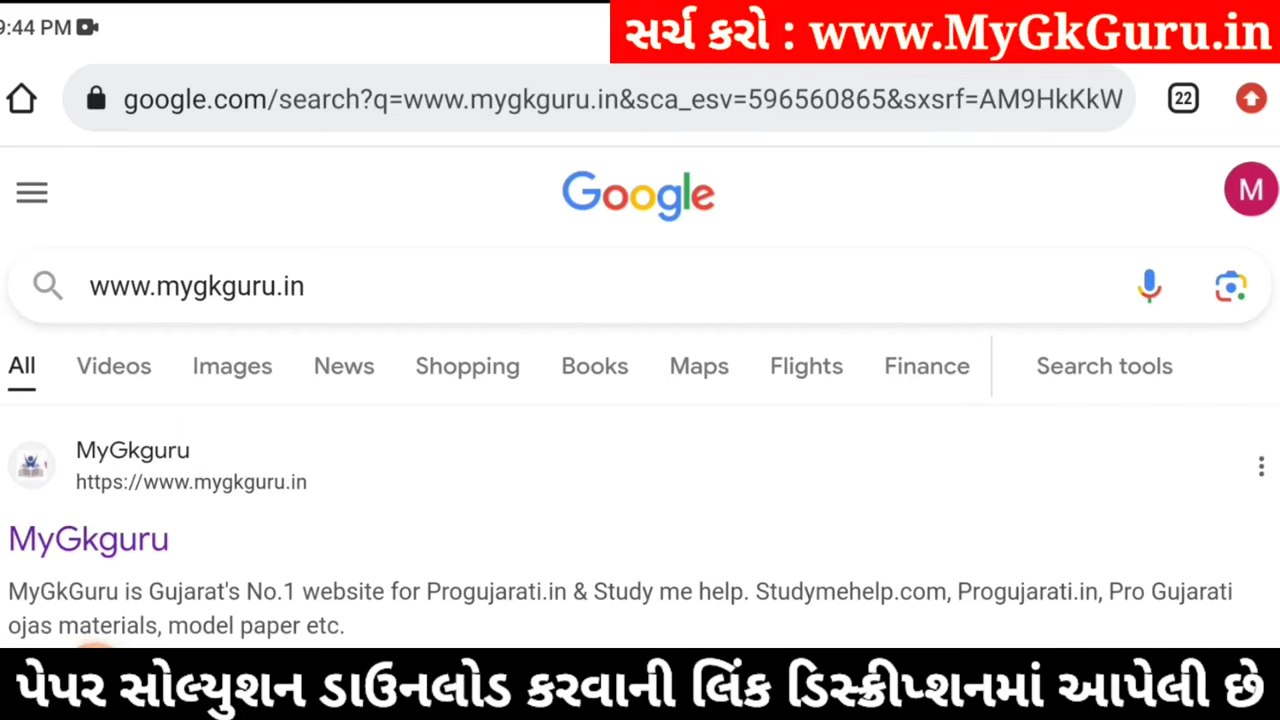 9:44 PM
સર્ચ કરો : www.MyGkGuru.in
google.com/search?q=www.mygkguru.in&sca_esv=596560865&sxsrf=AM9HkKkW
22
Google
M
www.mygkguru.in
All Videos Images News Shopping Books Maps Flights Finance Search tools
MyGkguru
https://www.mygkguru.in
MyGkguru
MyGkGuru is Gujarat's No.1 website for Progujarati.in & Study me help. Studymehelp.com, Progujarati.in, Pro Gujarati
ojas materials, model paper etc.
પેપર સોલ્યુશન ડાઉનલોડ કરવાની લિંક ડિસ્ક્રીપ્શનમાં આપેલી છે